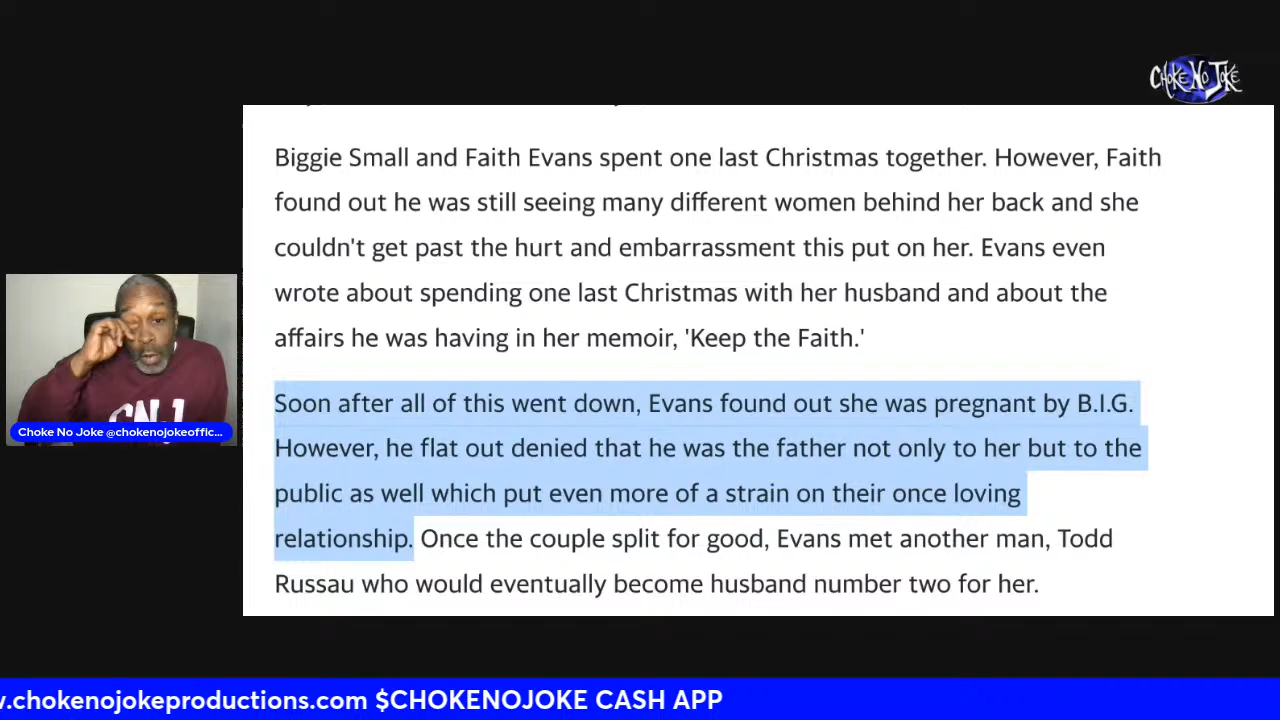 CHOKE NO JOKE
Biggie Small and Faith Evans spent one last Christmas together. However, Faith
found out he was still seeing many different women behind her back and she
couldn't get past the hurt and embarrassment this put on her. Evans even
wrote about spending one last Christmas with her husband and about the
affairs he was having in her memoir, 'Keep the Faith.'
Soon after all of this went down, Evans found out she was pregnant by B.I.G.
However, he flat out denied that he was the father not only to her but to the
public as well which put even more of a strain on their once loving
relationship. Once the couple split for good, Evans met another man, Todd
Russau who would eventually become husband number two for her.
CNJ
Choke No Joke @chokenojokeoffic...
.chokenojokeproductions.com $CHOKENOJOKE CASH APP